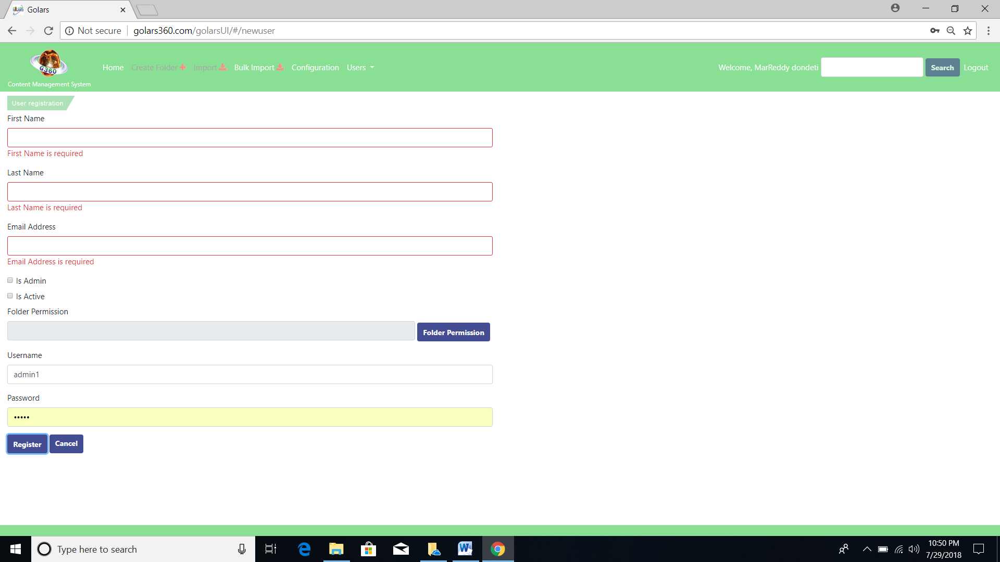 Golars
Not secure golars360.com/golarsUI/#/newuser
G360
Content Management System
Home Create Folder Import Bulk Import Configuration Users
Welcome, MarReddy dondeti Search Logout
User registration
First Name
First Name is required
Last Name
Last Name is required
Email Address
Email Address is required
Is Admin
Is Active
Folder Permission
Folder Permission
Username
admin1
Password
•••••
Register Cancel
Type here to search
10:50 PM
7/29/2018